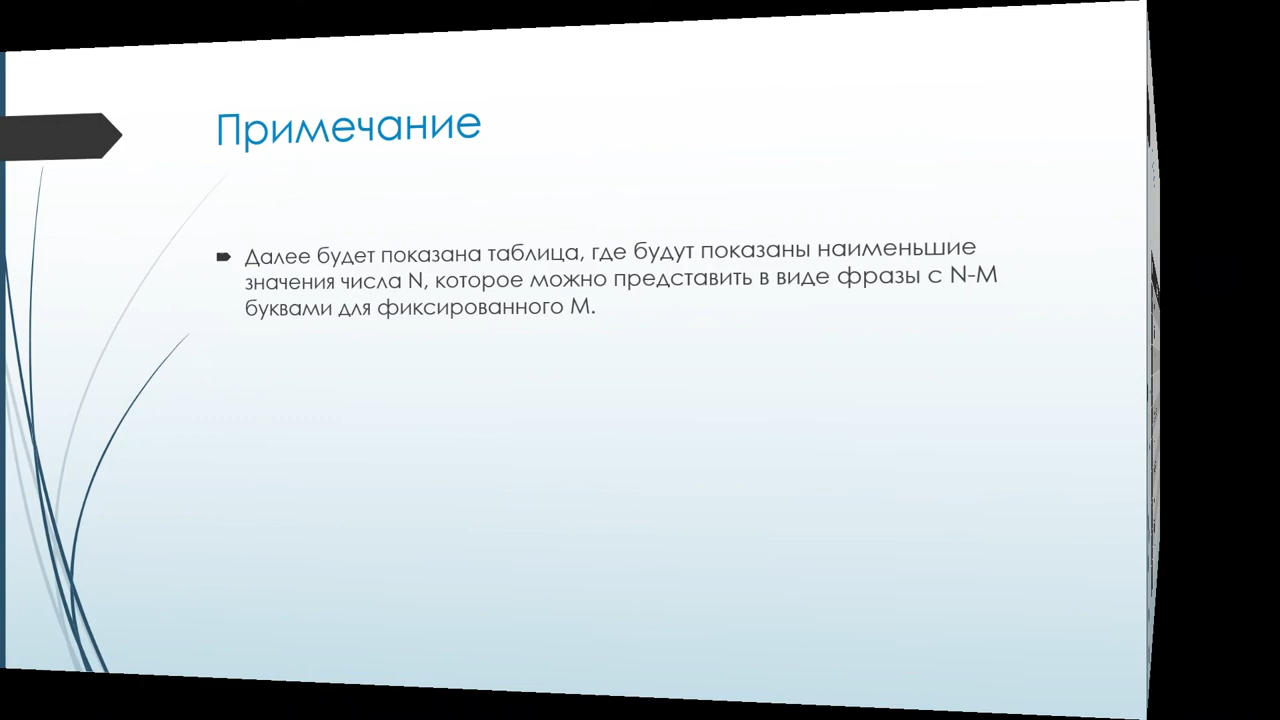 Примечание
Далее будет показана таблица, где будут показаны наименьшие
значения числа N, которое можно представить в виде фразы с N-M
буквами для фиксированного M.